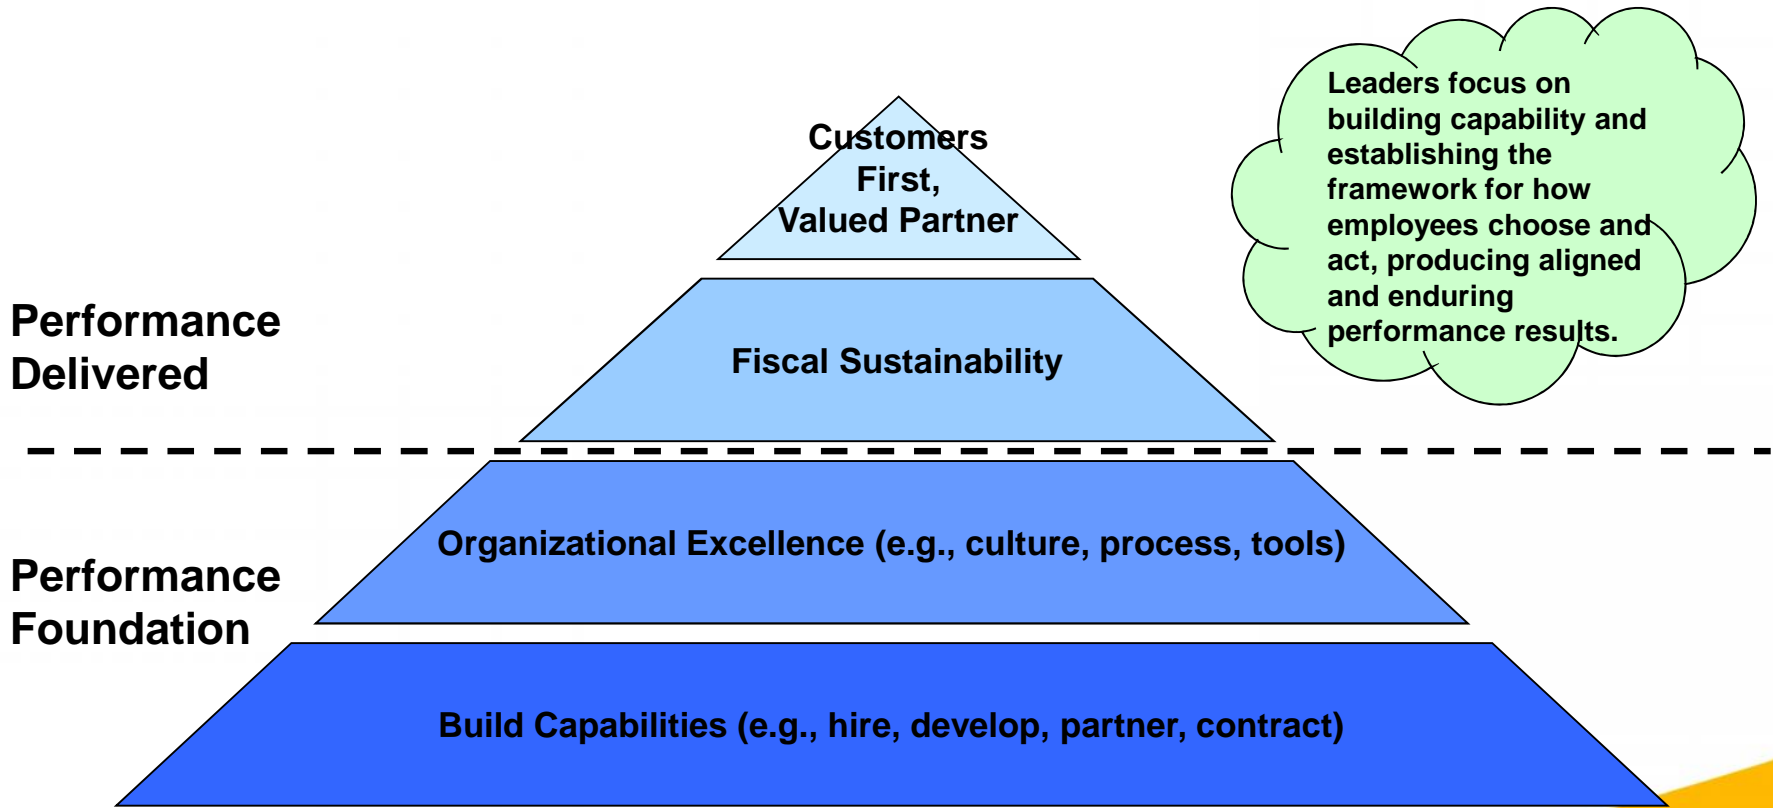 Customers
First,
Valued Partner
Leaders focus on
building capability and
establishing the
framework for how
employees choose and
act, producing aligned
and enduring
performance results.
Performance
Delivered
Fiscal Sustainability
Organizational Excellence (e.g., culture, process, tools)
Performance
Foundation
Build Capabilities (e.g., hire, develop, partner, contract)